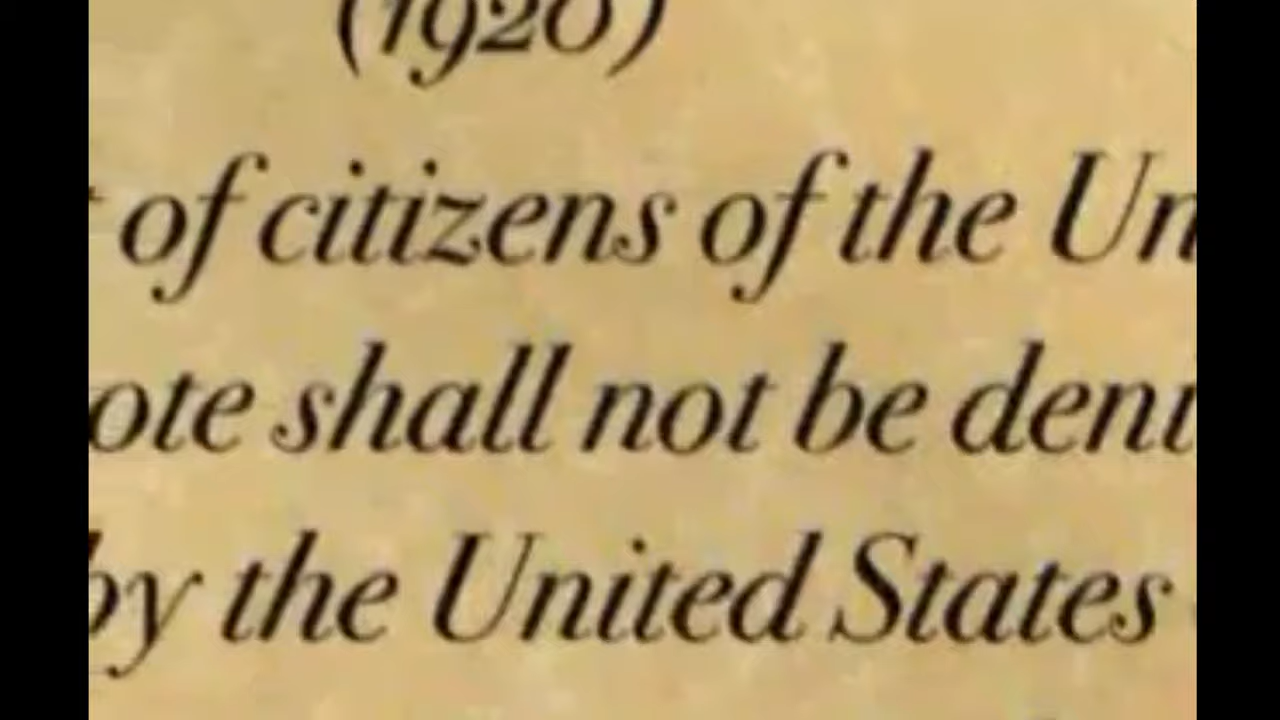 (1920)
of citizens of the Un
ote shall not be deni
by the United States